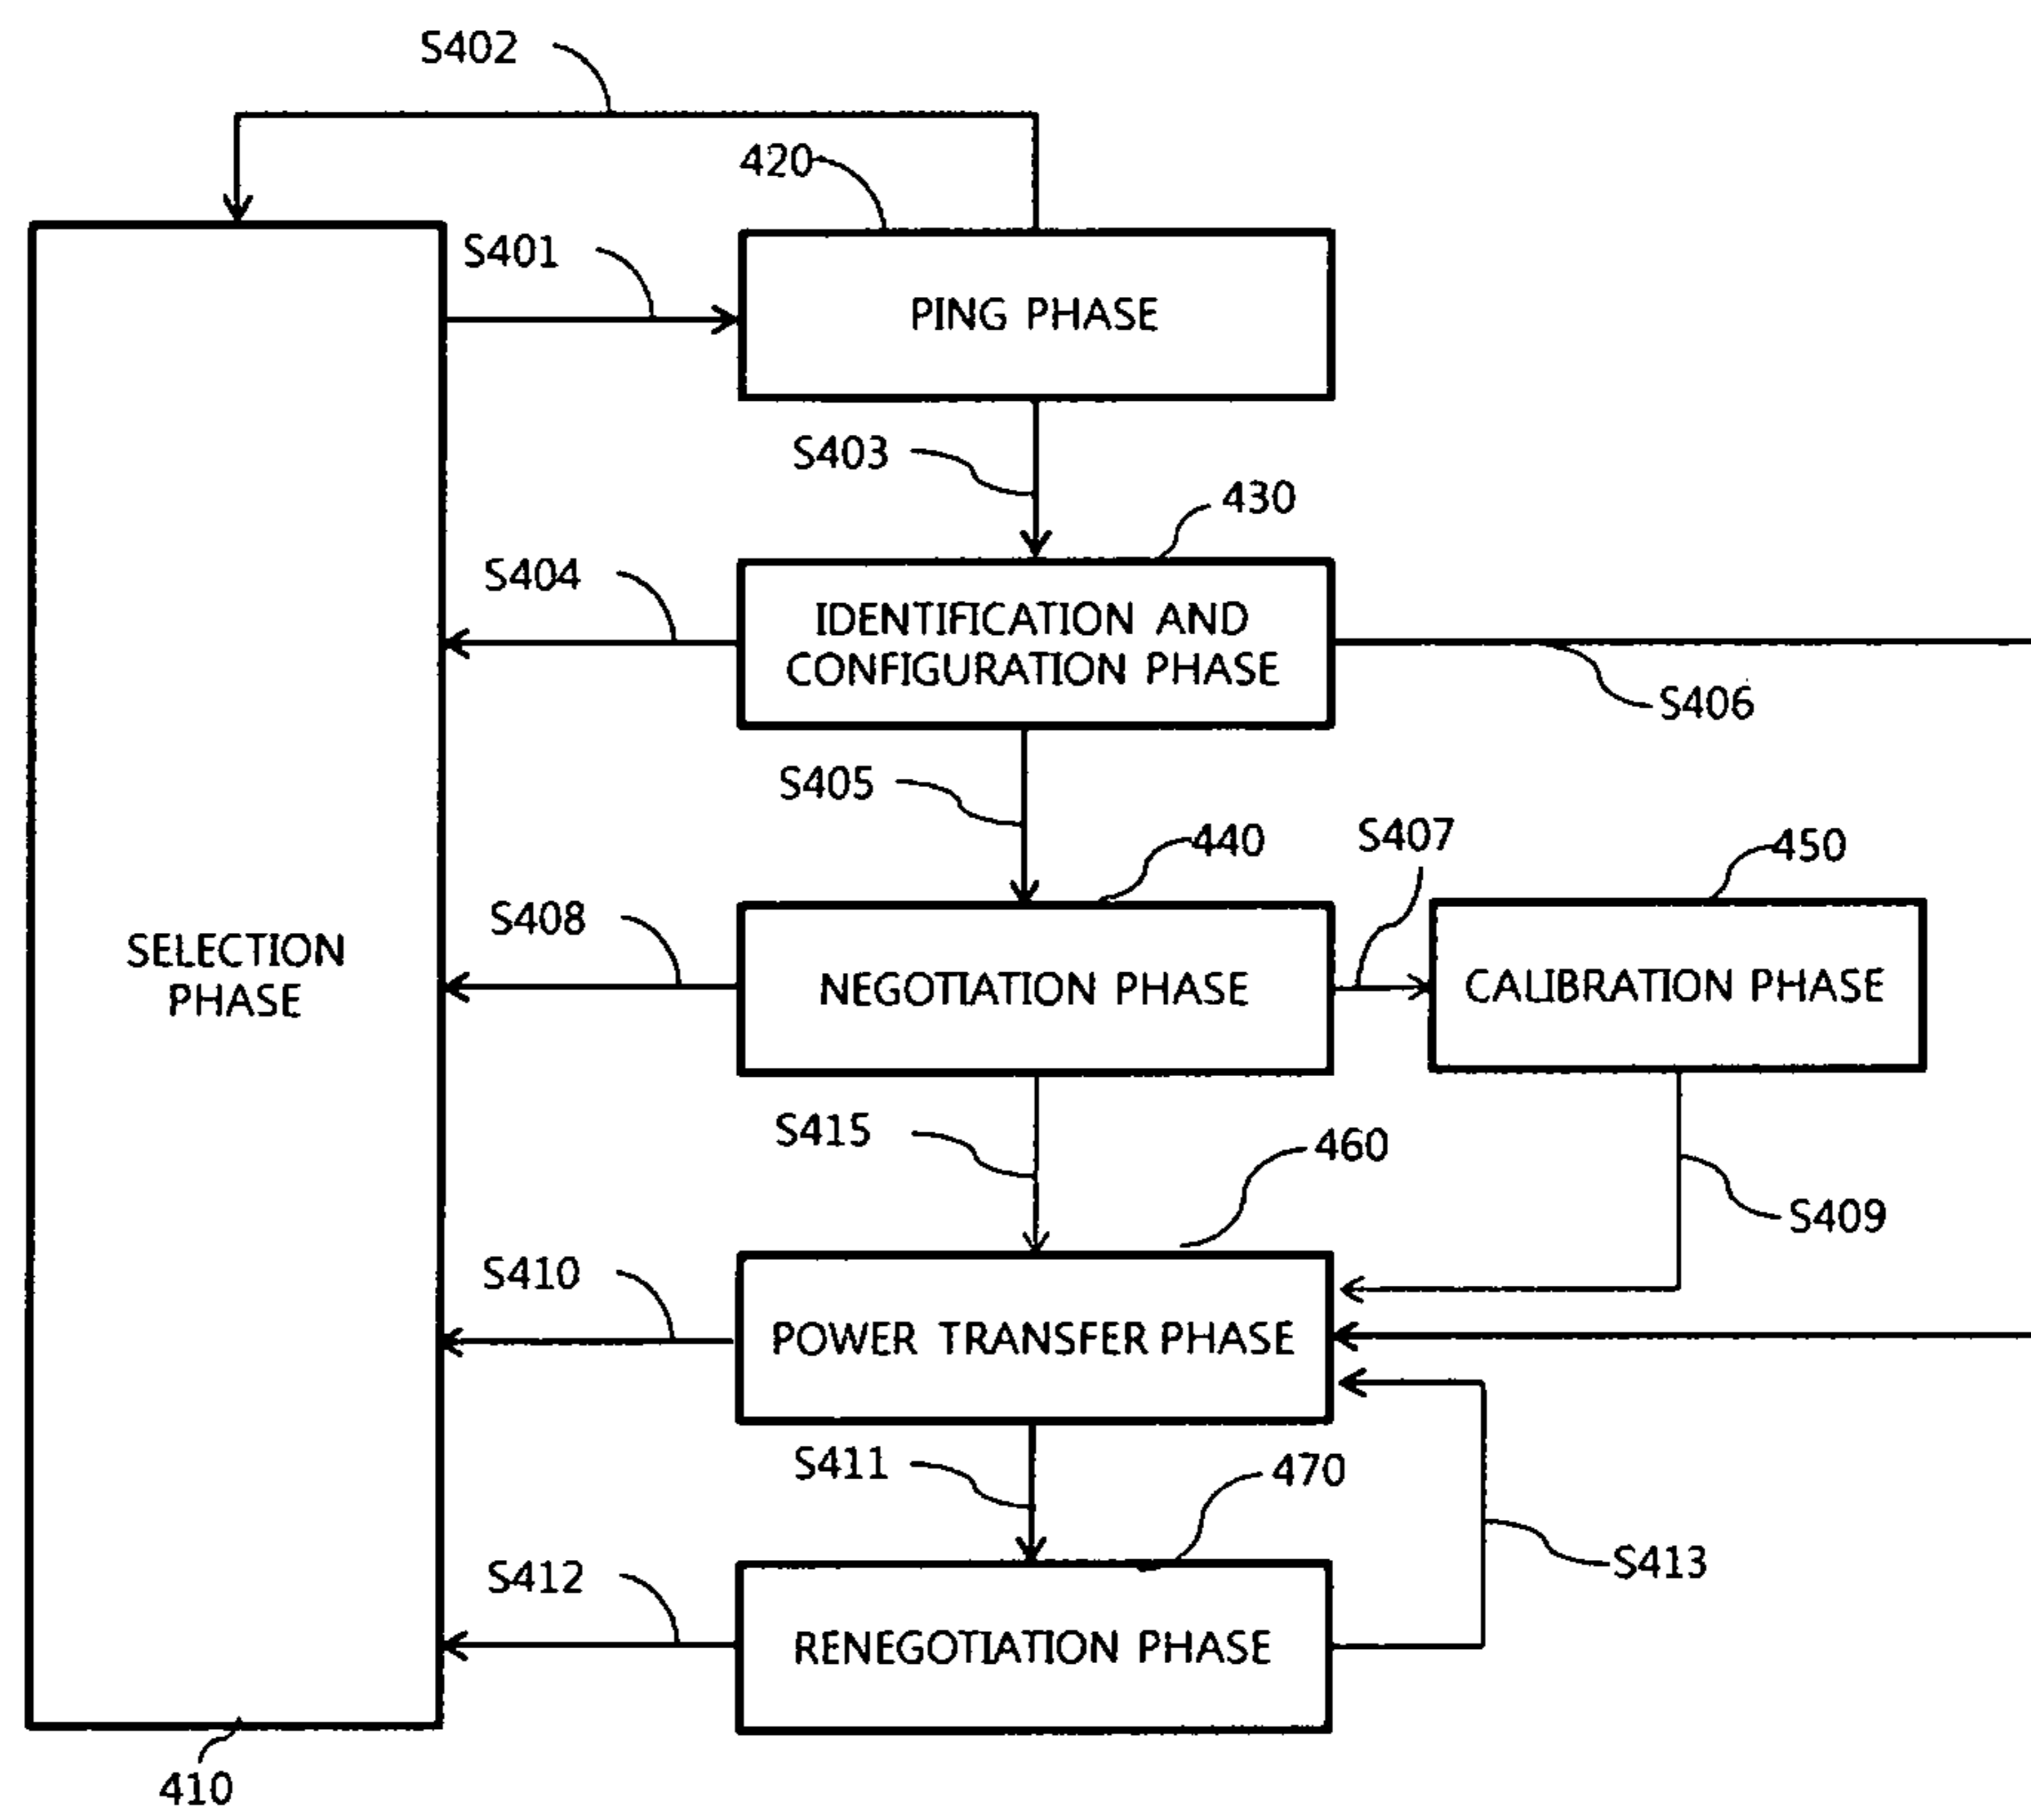 S402
420
S401
PING PHASE
S403
430
S404
IDENTIFICATION AND
CONFIGURATION PHASE
S406
S405
S407
440
450
S408
SELECTION
PHASE
NEGOTIATION PHASE
CALIBRATION PHASE
S415
460
S409
S410
POWER TRANSFER PHASE
S411
470
S412
S413
RENEGOTIATION PHASE
410